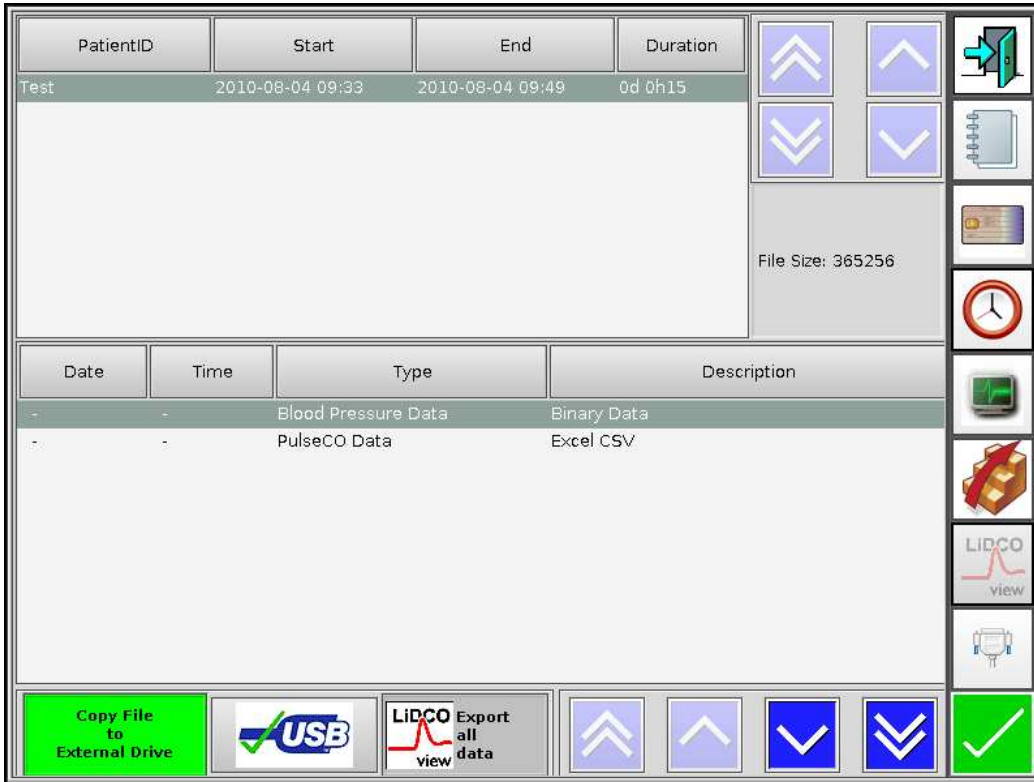 PatientID Start End Duration
Test 2010-08-04 09:33 2010-08-04 09:49 0d 0h15
File Size: 365256
Date Time Type Description
- - Blood Pressure Data Binary Data
- - PulseCO Data Excel CSV
LiDCO
view
Copy File
to
External Drive
USB
LiDCO
view
Export
all
data